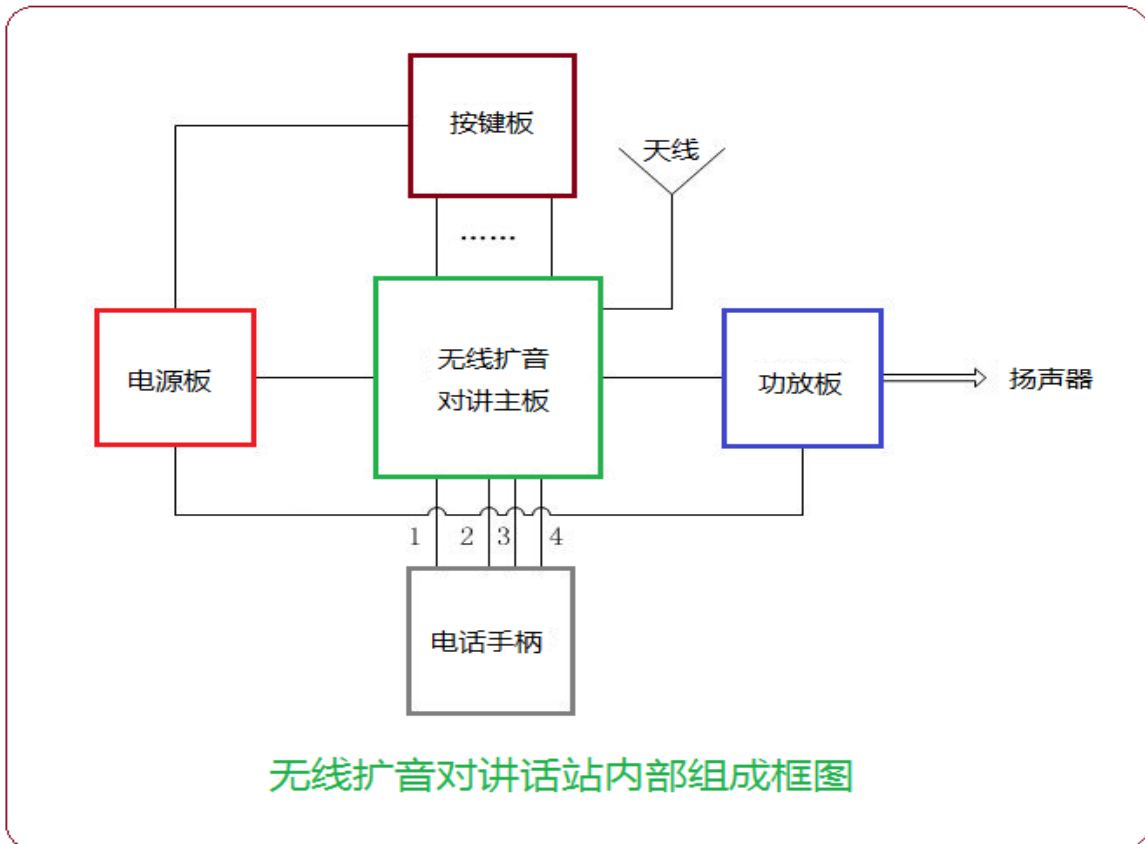 按键板
天线
……
无线扩音
对讲主板
电源板
功放板
扬声器
1 2 3 4
电话手柄
无线扩音对讲话站内部组成框图